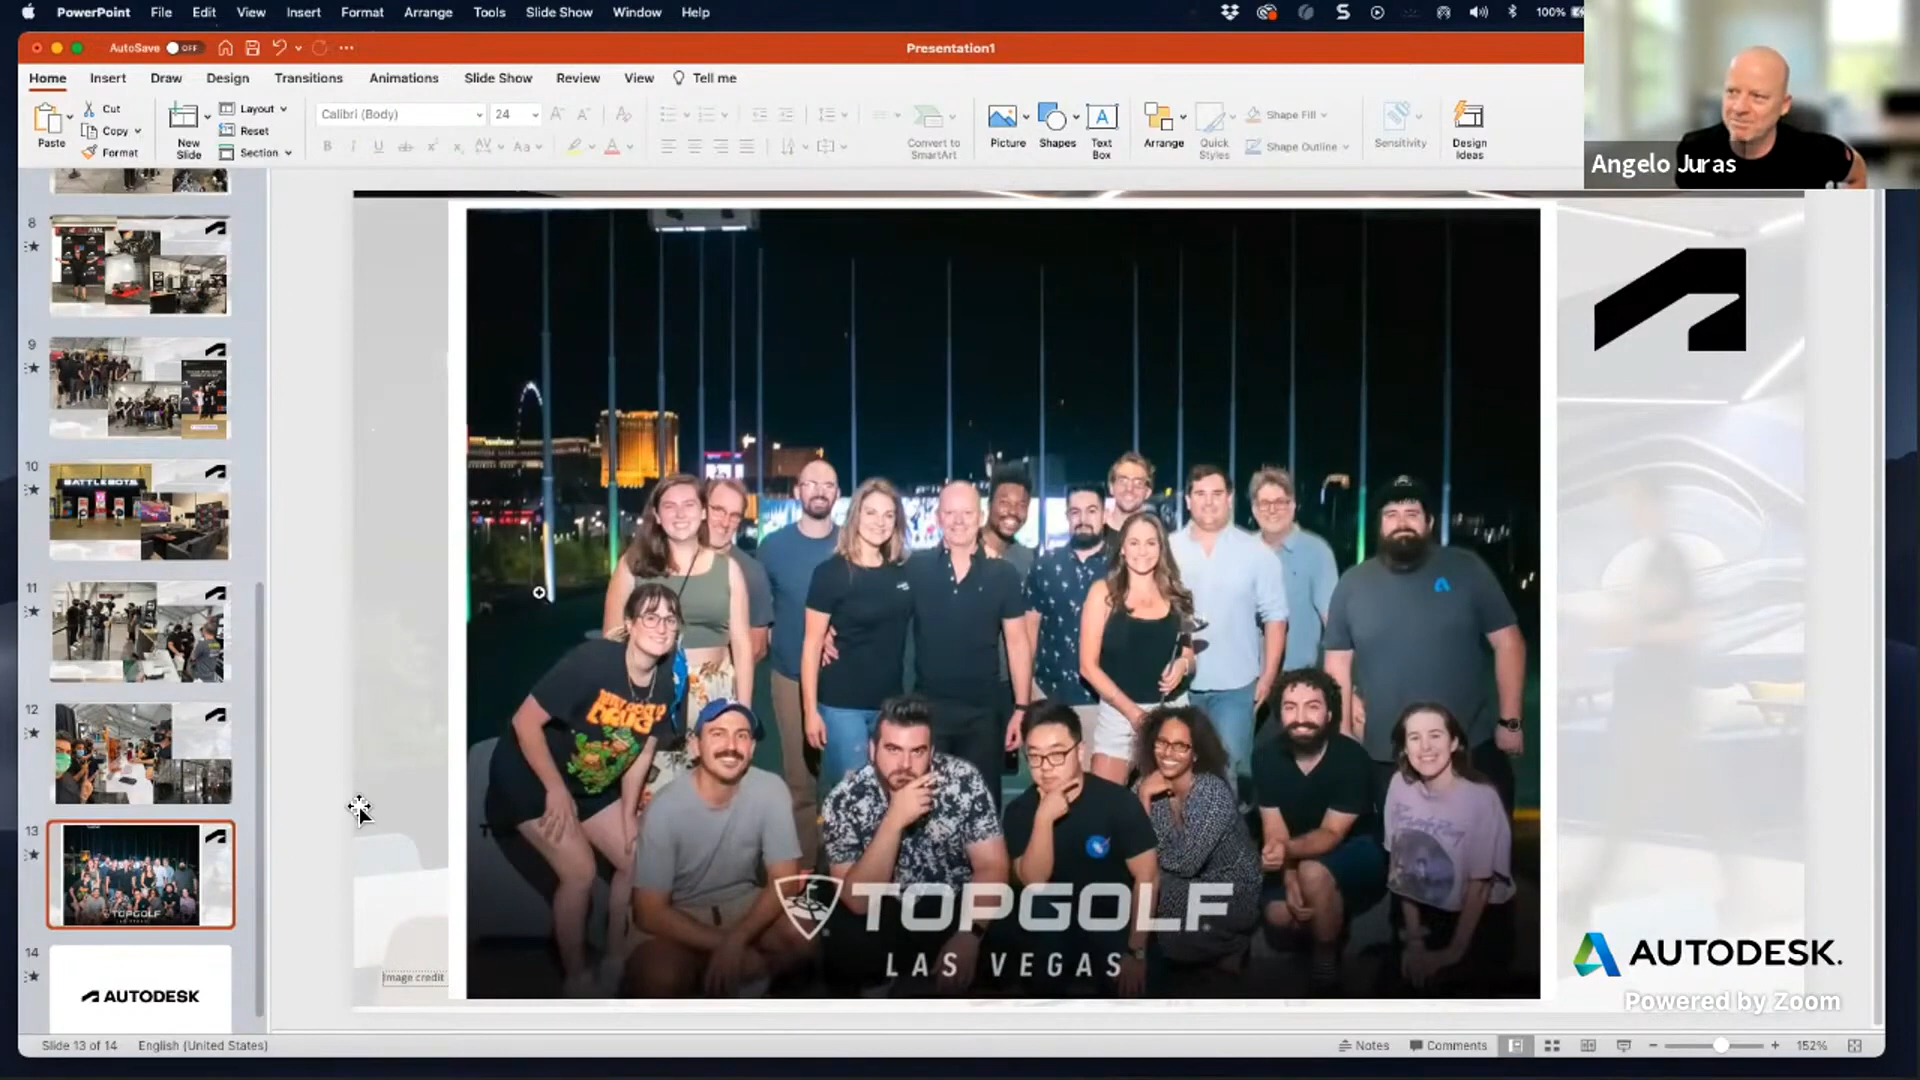 PowerPoint File Edit View Insert Format Arrange Tools Slide Show Window Help
100%
AutoSave OFF
Presentation1
Home Insert Draw Design Transitions Animations Slide Show Review View Tell me
Paste
Cut
Copy
Format
New Slide
Layout
Reset
Section
Calibri (Body) 24
Convert to SmartArt
Picture
Shapes
Text Box
Arrange
Quick Styles
Shape Fill
Shape Outline
Sensitivity
Design Ideas
Angelo Juras
8
9
10
BATTLEBOTS
11
12
13
TOPGOLF
LAS VEGAS
14
AUTODESK
TOPGOLF
LAS VEGAS
Image credit
AUTODESK.
Powered by Zoom
Slide 13 of 14 English (United States)
Notes Comments 152%